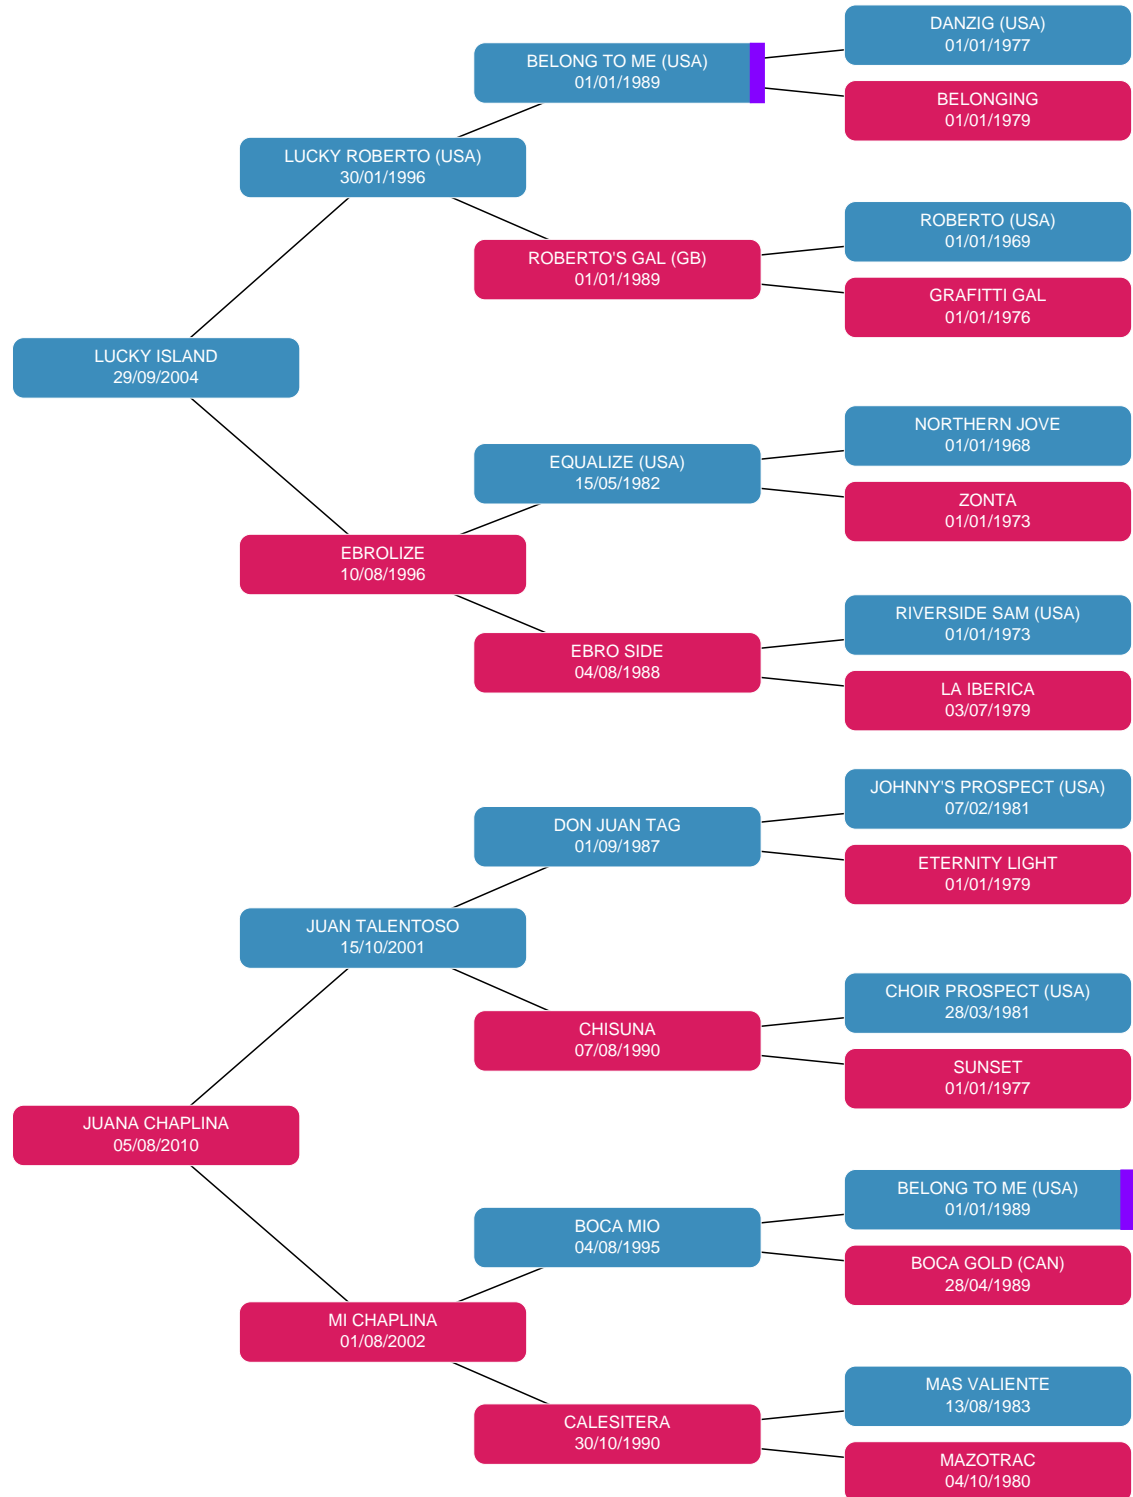 DANZIG (USA)
01/01/1977
BELONG TO ME (USA)
01/01/1989
BELONGING
01/01/1979
LUCKY ROBERTO (USA)
30/01/1996
ROBERTO (USA)
01/01/1969
ROBERTO'S GAL (GB)
01/01/1989
GRAFITTI GAL
01/01/1976
LUCKY ISLAND
29/09/2004
NORTHERN JOVE
01/01/1968
EQUALIZE (USA)
15/05/1982
ZONTA
01/01/1973
EBROLIZE
10/08/1996
RIVERSIDE SAM (USA)
01/01/1973
EBRO SIDE
04/08/1988
LA IBERICA
03/07/1979
JOHNNY'S PROSPECT (USA)
07/02/1981
DON JUAN TAG
01/09/1987
ETERNITY LIGHT
01/01/1979
JUAN TALENTOSO
15/10/2001
CHOIR PROSPECT (USA)
28/03/1981
CHISUNA
07/08/1990
SUNSET
01/01/1977
JUANA CHAPLINA
05/08/2010
BELONG TO ME (USA)
01/01/1989
BOCA MIO
04/08/1995
BOCA GOLD (CAN)
28/04/1989
MI CHAPLINA
01/08/2002
MAS VALIENTE
13/08/1983
CALESITERA
30/10/1990
MAZOTRAC
04/10/1980